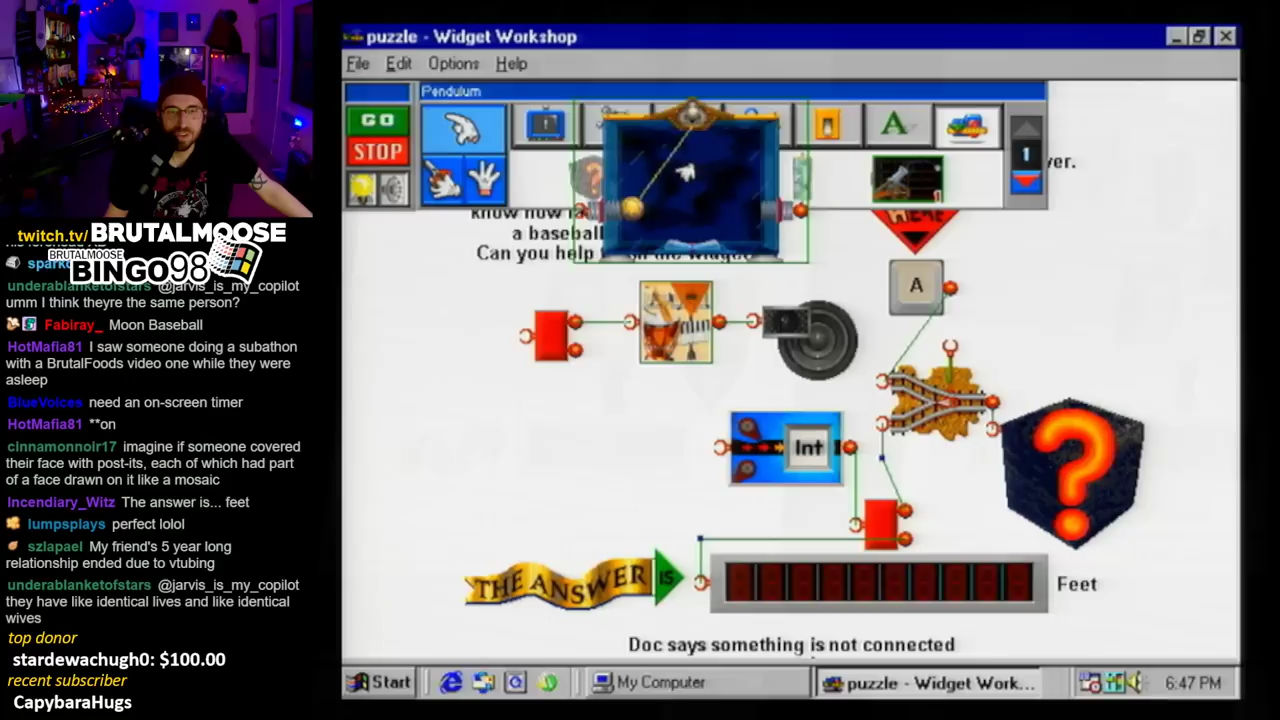 puzzle - Widget Workshop
File Edit Options Help
Pendulum
GO
STOP
A
1
1
ver.
know how
a baseball
Can you help
HERE
A
Int
THE ANSWER IS
Feet
Doc says something is not connected
Start
My Computer
puzzle - Widget Work...
6:47 PM
twitch.tv/BRUTALMOOSE
BRUTALMOOSE
BINGO98
underablanketofstars @jarvis_is_my_copilot
umm I think theyre the same person?
Fabiray_ Moon Baseball
HotMafia81 I saw someone doing a subathon
with a BrutalFoods video one while they were
asleep
BlueVoices need an on-screen timer
HotMafia81 **on
cinnamonnoir17 imagine if someone covered
their face with post-its, each of which had part
of a face drawn on it like a mosaic
Incendiary_Witz The answer is... feet
lumpsplays perfect lolol
szlapael My friend's 5 year long
relationship ended due to vtubing
underablanketofstars @jarvis_is_my_copilot
they have like identical lives and like identical
wives
top donor
stardewachugh0: $100.00
recent subscriber
CapybaraHugs